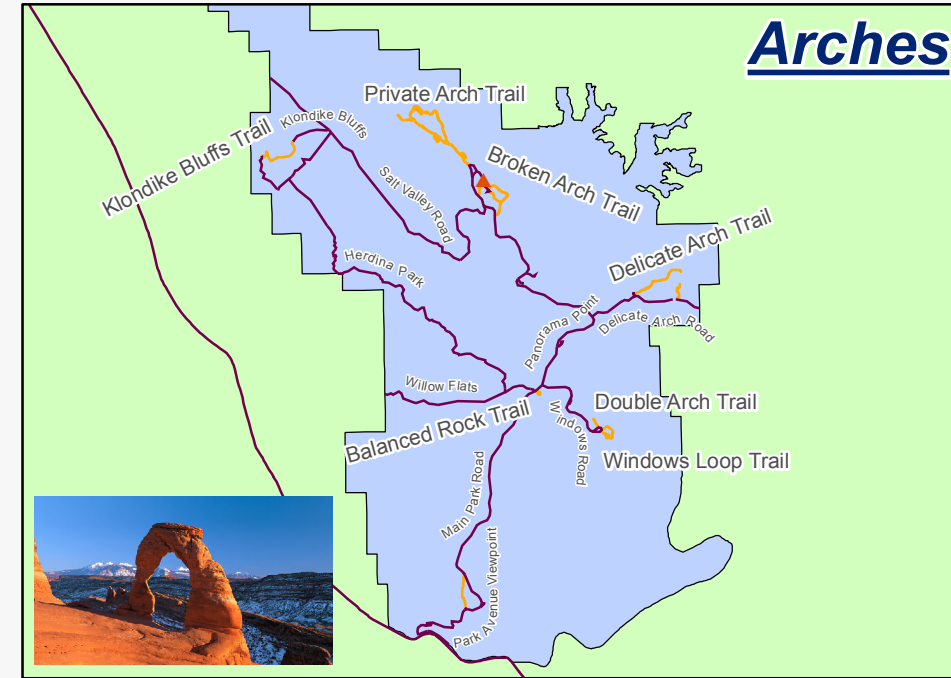 Arches
Private Arch Trail
Klondike Bluffs
Klondike Bluffs Trail
Broken Arch Trail
Salt Valley Road
Delicate Arch Trail
Herdina Park
Panorama Point
Delicate Arch Road
Willow Flats
Double Arch Trail
Balanced Rock Trail
Windows Road
Windows Loop Trail
Main Park Road
Park Avenue Viewpoint